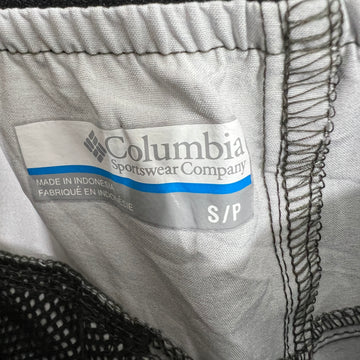 Columbia
Sportswear Company
MADE IN INDONESIA
FABRIQUÉ EN INDONÉSIE
S/P